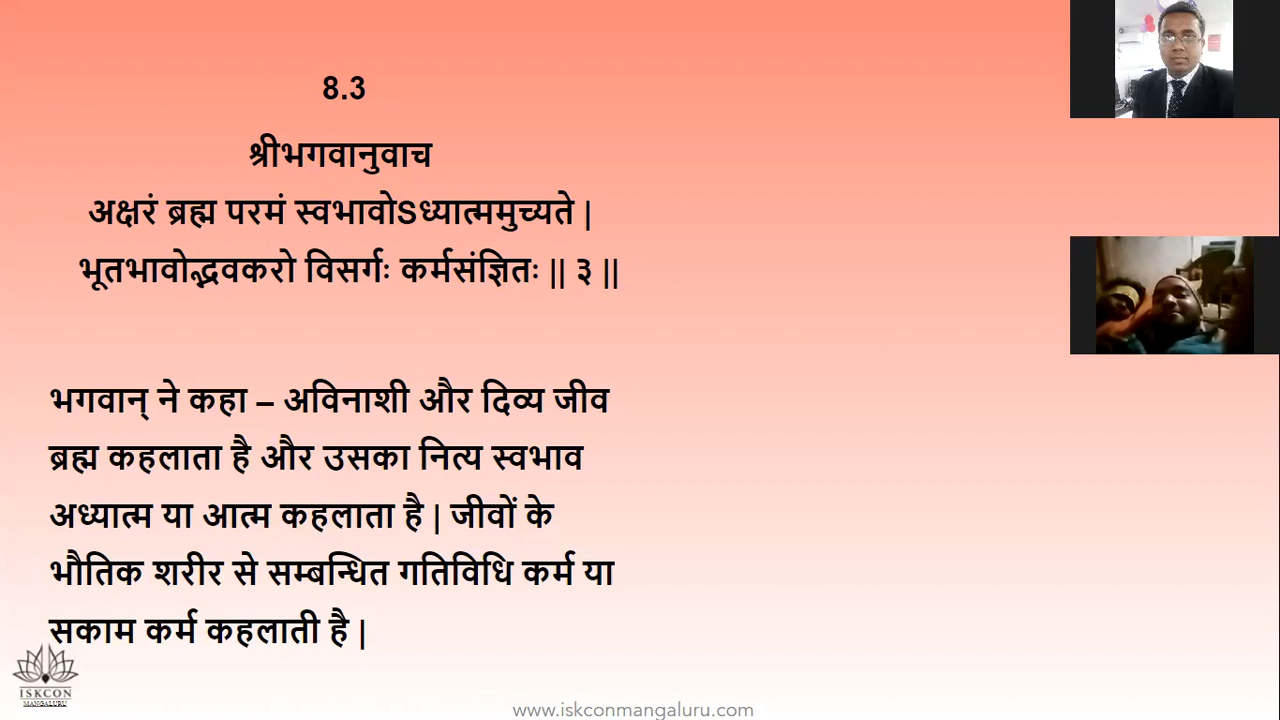 8.3
श्रीभगवानुवाच
अक्षरं ब्रह्म परमं स्वभावोSध्यात्ममुच्यते |
भूतभावोद्भवकरो विसर्गः कर्मसंज्ञितः || ३ ||
भगवान् ने कहा – अविनाशी और दिव्य जीव
ब्रह्म कहलाता है और उसका नित्य स्वभाव
अध्यात्म या आत्म कहलाता है | जीवों के
भौतिक शरीर से सम्बन्धित गतिविधि कर्म या
सकाम कर्म कहलाती है |
ISKCON
MANGALURU
www.iskconmangaluru.com